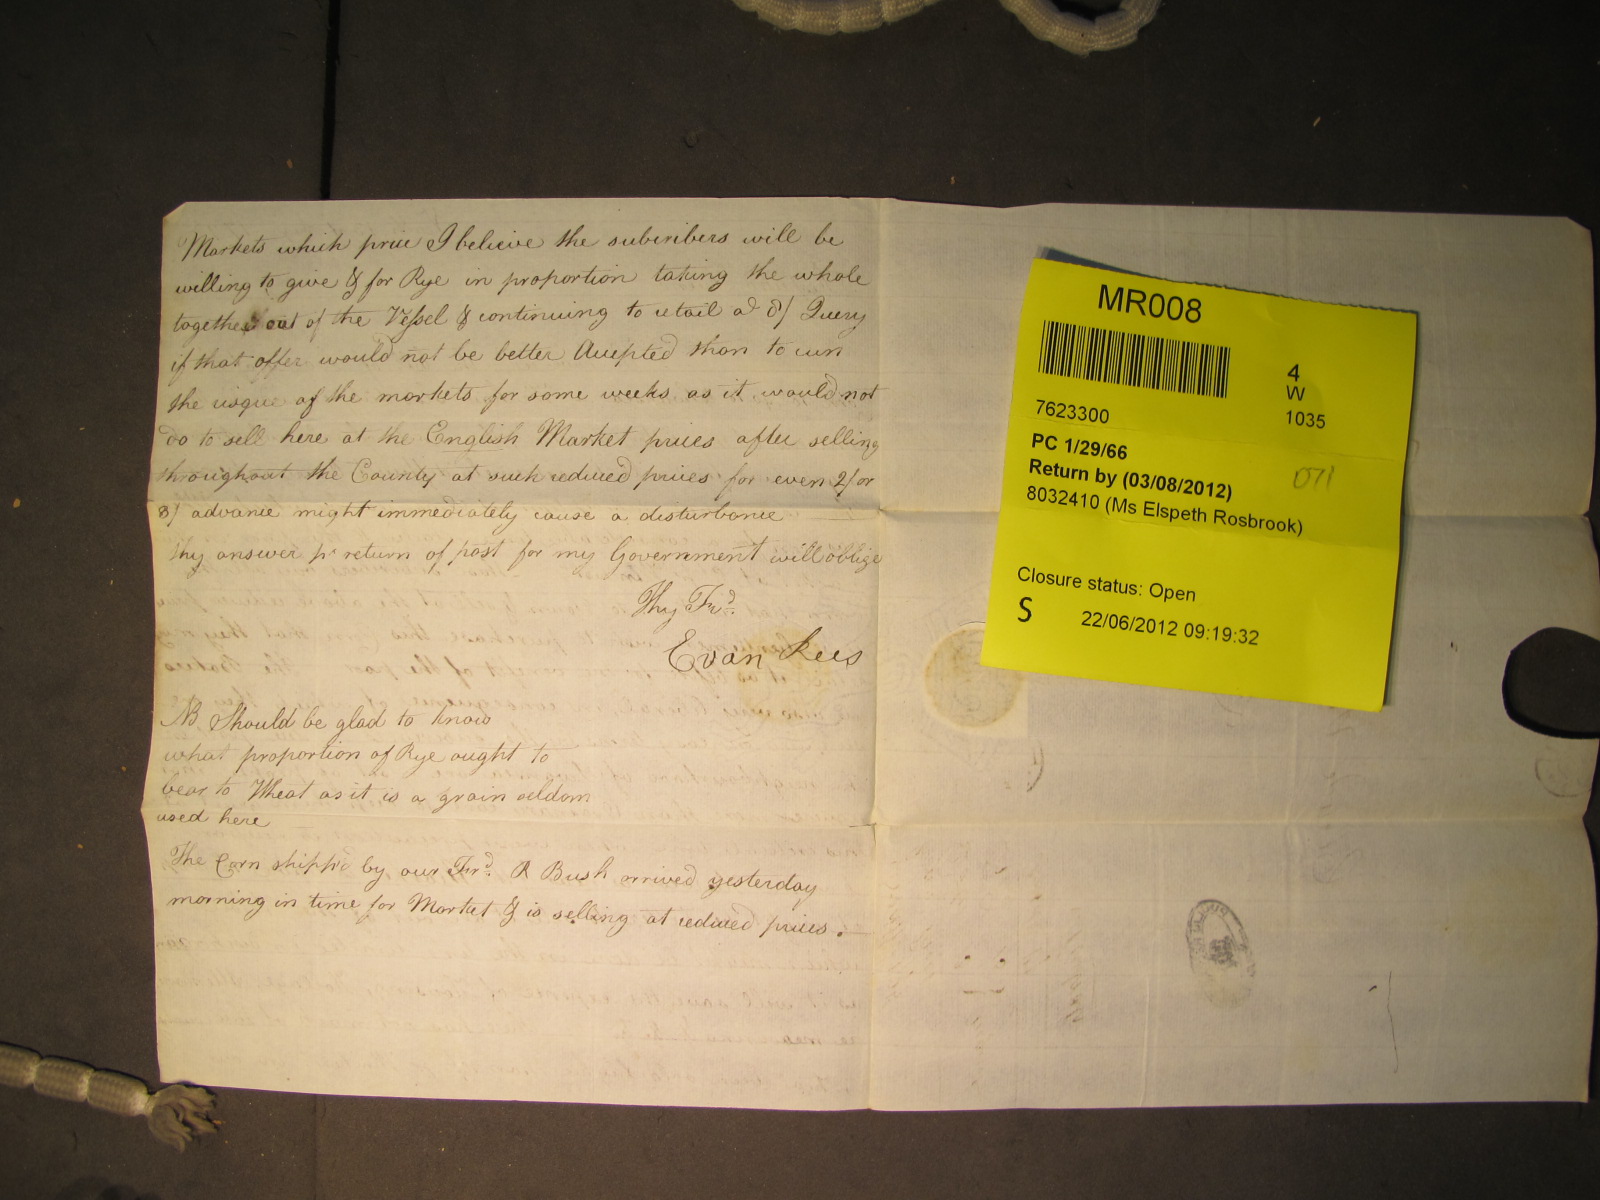 Markets which price I believe the subscribers will be
willing to give & for Rye in proportion taking the whole
together out of the Vessel & continuing to retail at 8/ Query
if that offer would not be better Accepted than to run
the risque of the markets for some weeks as it would not
do to sell here at the English Market prices after selling
throughout the County at such reduced prices for even 2/ or
3/ advance might immediately cause a disturbance
thy answer pr return of post for my Government will oblige
Thy Frd.
Evan Rees
NB Should be glad to know
what proportion of Rye ought to
bear to Wheat as it is a grain seldom
used here
The Corn shipp'd by our Frd. R Bush arrived yesterday
morning in time for Market & is selling at reduced prices.
MR008
4
W
7623300
1035
PC 1/29/66
Return by (03/08/2012)
071
8032410 (Ms Elspeth Rosbrook)
Closure status: Open
S
22/06/2012 09:19:32